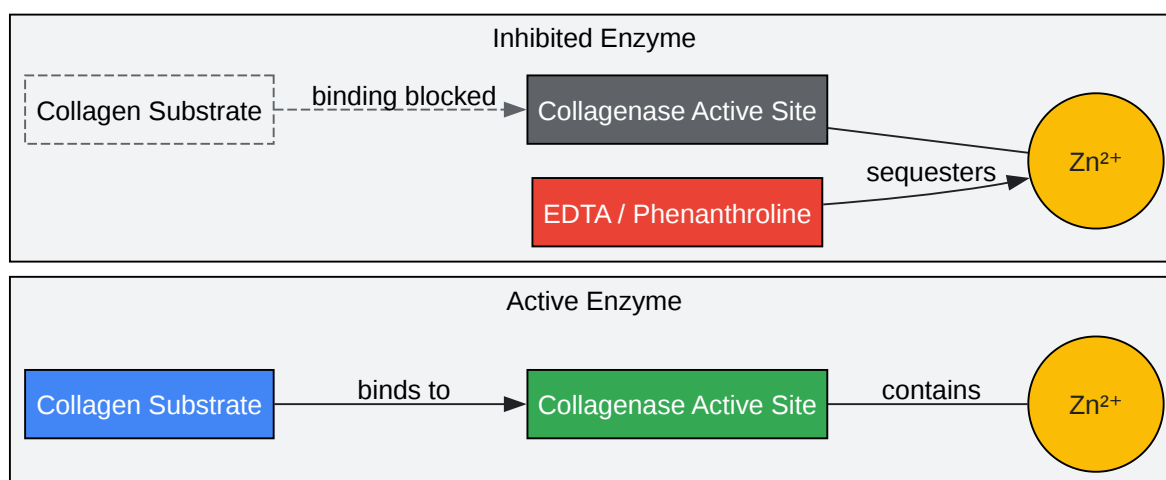 Inhibited Enzyme
Collagen Substrate
binding blocked
Collagenase Active Site
Zn²⁺
sequesters
EDTA / Phenanthroline
Active Enzyme
Collagen Substrate
binds to
Collagenase Active Site
contains
Zn²⁺